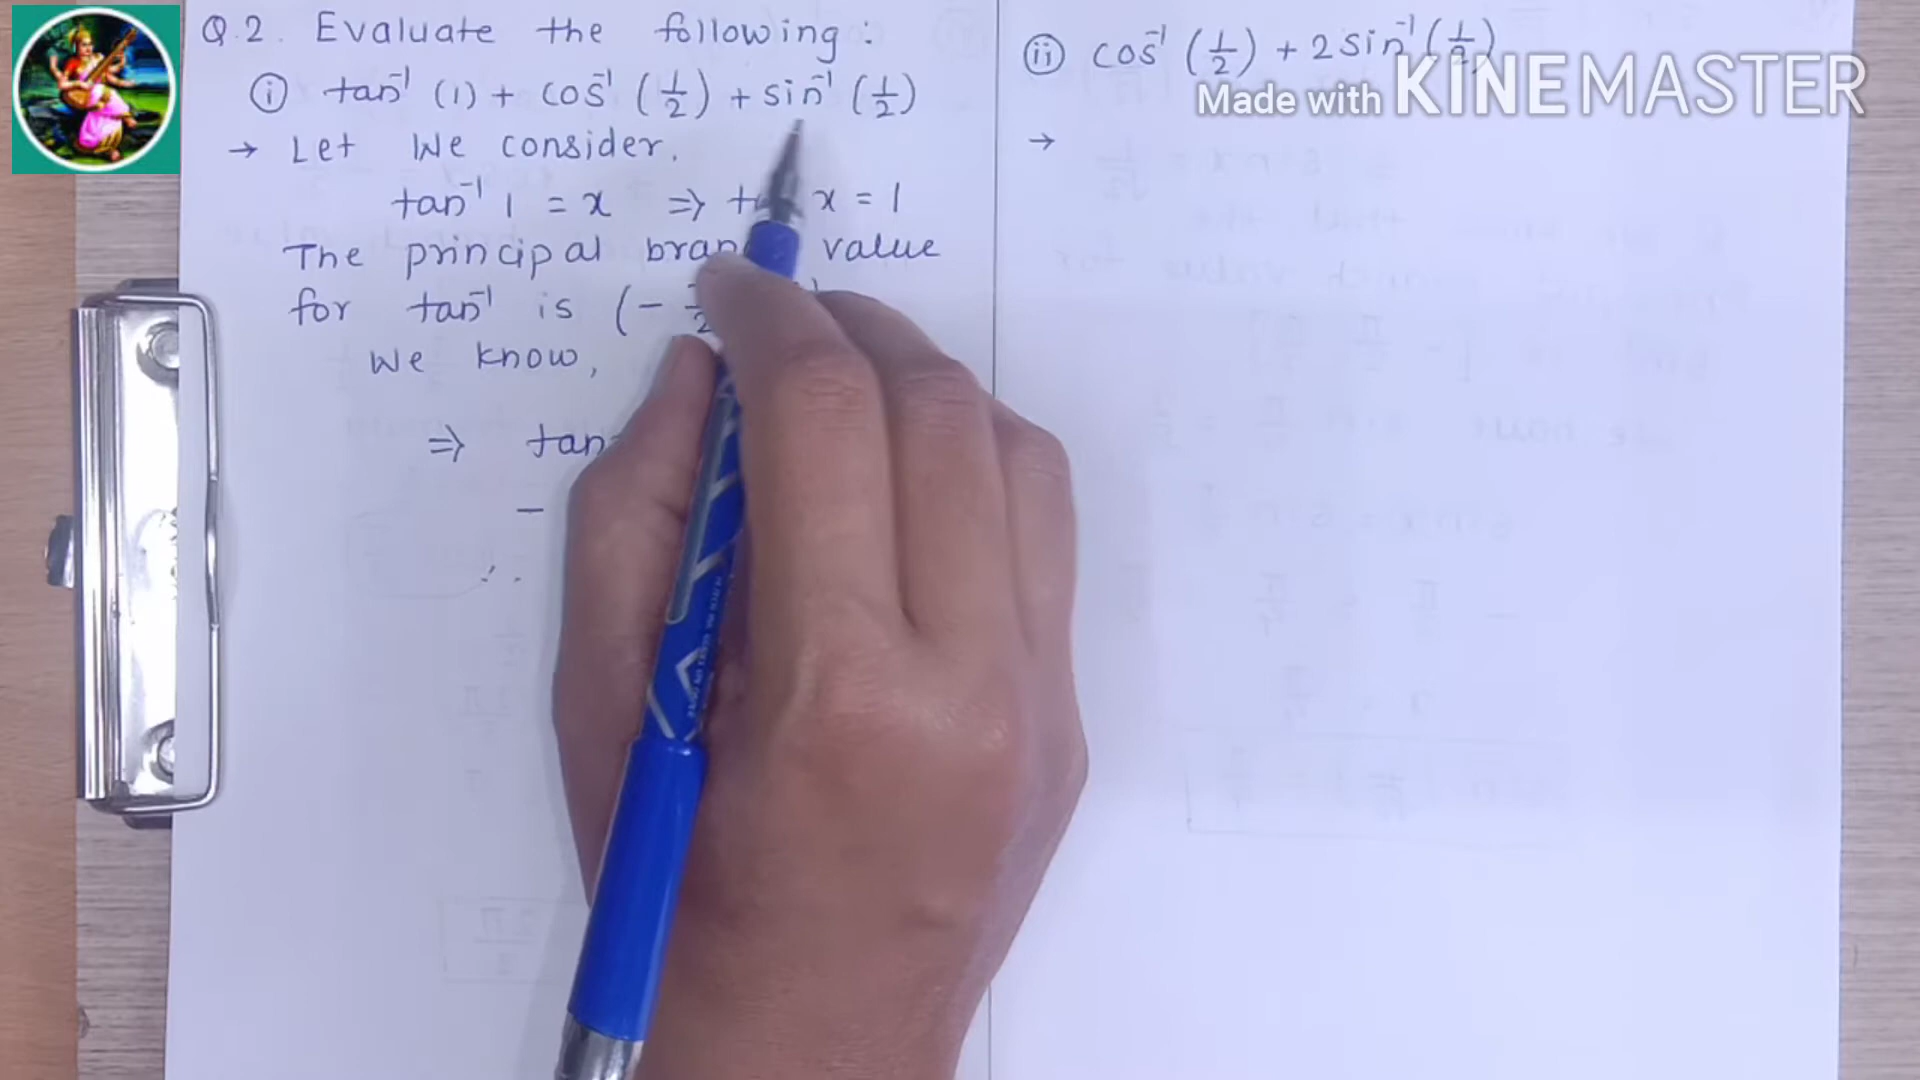 Q.2. Evaluate the following :
(i) tan⁻¹ (1) + cos⁻¹ (1/2) + sin⁻¹ (1/2)
→ Let We consider.
tan⁻¹ 1 = x ⇒ x = 1
The principal value
for tan⁻¹ is (-
We know,
⇒ tan
-
∴
(ii) cos⁻¹ (1/2) + 2 sin⁻¹ (1/2)
Made with KINEMASTER
→